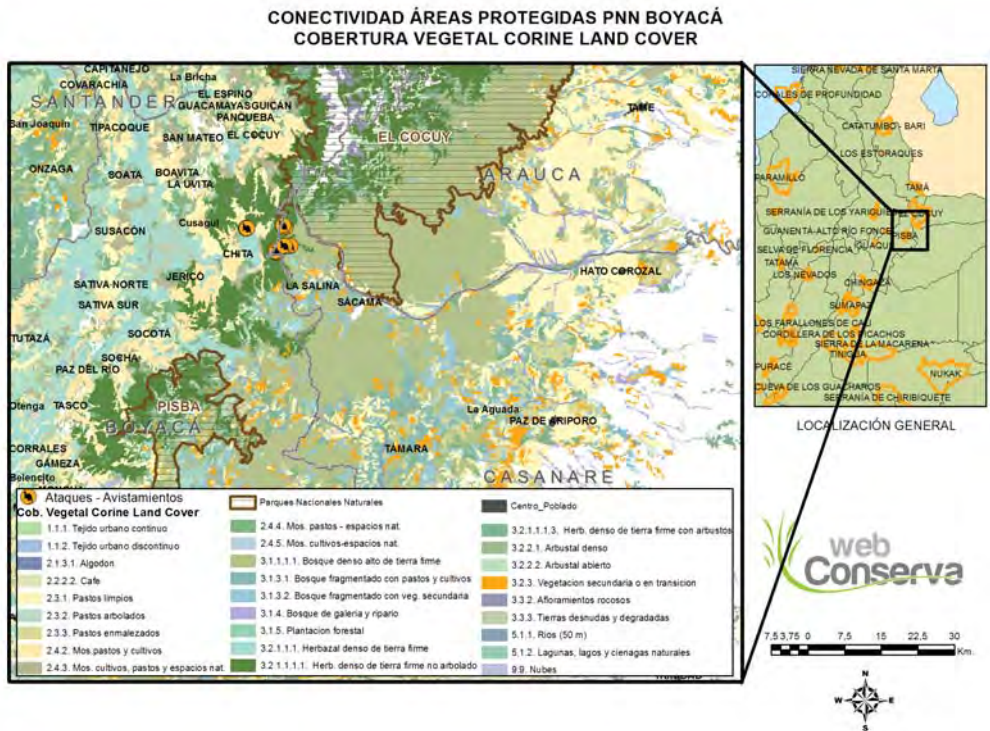 CONECTIVIDAD ÁREAS PROTEGIDAS PNN BOYACÁ
COBERTURA VEGETAL CORINE LAND COVER
CAPITANEJO
COVARACHIA
La Bricha
EL ESPINO
SANTANDER
GUACAMAYASGUICÁN
PANQUEBA
San Joaquin
TIPACOQUE
SAN MATEO
EL COCUY
EL COCUY
TAME
ONZAGA
SOATA
BOAVITA
LA UVITA
ARAUCA
Cusagui
SUSACÓN
CHITA
JERICÓ
SATIVA NORTE
LA SALINA
SÁCAMA
HATO COROZAL
SATIVA SUR
TUTAZÁ
SOCOTÁ
SOCHA
PAZ DEL RÍO
PISBA
Otenga
TASCO
BOYACÁ
La Aguada
PAZ DE ARIPORO
CORRALES
GÁMEZA
TÁMARA
Belencito
CASANARE
Ataques - Avistamientos
Cob. Vegetal Corine Land Cover
1.1.1. Tejido urbano continuo
1.1.2. Tejido urbano discontinuo
2.1.3.1. Algodon
2.2.2.2. Cafe
2.3.1. Pastos limpios
2.3.2. Pastos arbolados
2.3.3. Pastos enmalezados
2.4.2. Mos.pastos y cultivos
2.4.3. Mos. cultivos, pastos y espacios nat.
Parques Nacionales Naturales
2.4.4. Mos. pastos - espacios nat.
2.4.5. Mos. cultivos-espacios nat.
3.1.1.1.1. Bosque denso alto de tierra firme
3.1.3.1. Bosque fragmentado con pastos y cultivos
3.1.3.2. Bosque fragmentado con veg. secundaria
3.1.4. Bosque de galeria y ripario
3.1.5. Plantacion forestal
3.2.1.1.1. Herbazal denso de tierra firme
3.2.1.1.1.1. Herb. denso de tierra firme no arbolado
Centro_Poblado
3.2.1.1.1.3. Herb. denso de tierra firme con arbustos
3.2.2.1. Arbustal denso
3.2.2.2. Arbustal abierto
3.2.3. Vegetacion secundaria o en transicion
3.3.2. Afloramientos rocosos
3.3.3. Tierras desnudas y degradadas
5.1.1. Rios (50 m)
5.1.2. Lagunas, lagos y cienagas naturales
9.9. Nubes
SIERRA NEVADA DE SANTA MARTA
CORALES DE PROFUNDIDAD
CATATUMBO - BARI
LOS ESTORAQUES
PARAMILLO
TAMÁ
SERRANÍA DE LOS YARIGUIES
EL COCUY
GUANENTÁ-ALTO RÍO FONCE
PISBA
IGUAQUE
SELVA DE FLORENCIA
TATAMÁ
LOS NEVADOS
CHINGAZA
SUMAPAZ
LOS FARALLONES DE CALI
CORDILLERA DE LOS PICACHOS
SIERRA DE LA MACARENA
TINIGUA
PURACÉ
NUKAK
CUEVA DE LOS GUACHAROS
SERRANÍA DE CHIRIBIQUETE
LOCALIZACIÓN GENERAL
web
Conserva
7,5 3,75 0 7,5 15 22,5 30
Km.
N
W E
S